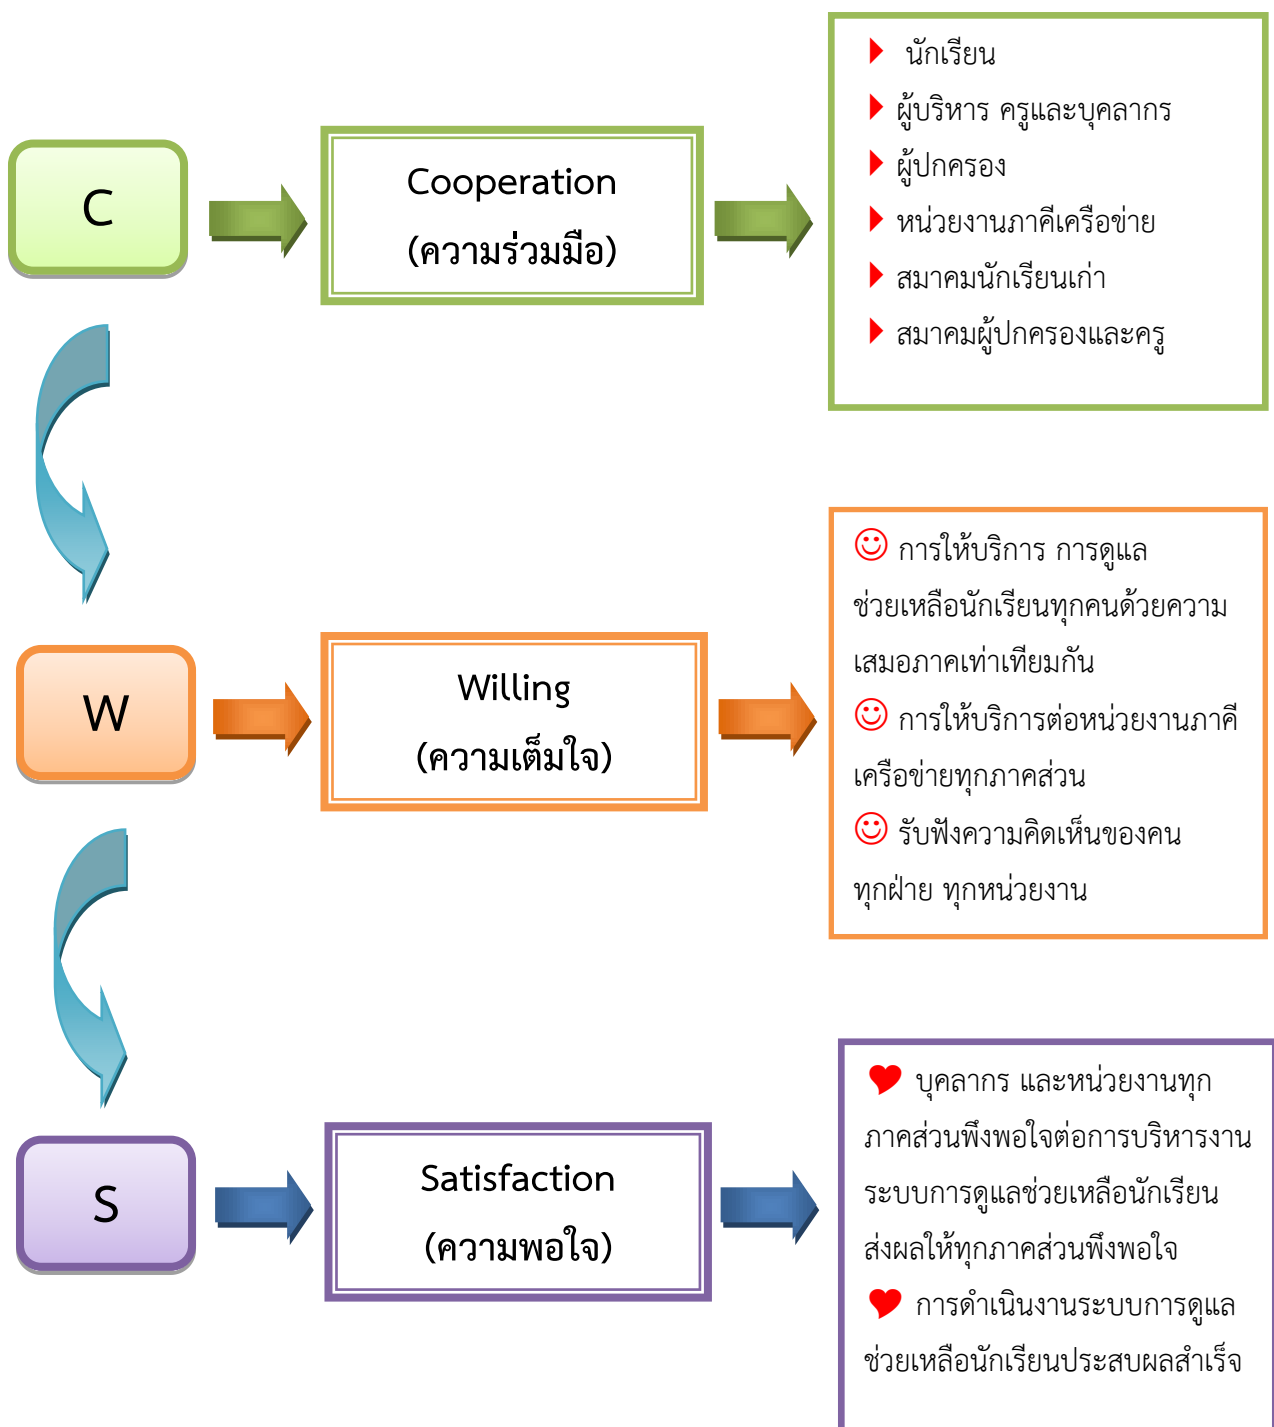 C
Cooperation
(ความร่วมมือ)
นักเรียน
ผู้บริหาร ครูและบุคลากร
ผู้ปกครอง
หน่วยงานภาคีเครือข่าย
สมาคมนักเรียนเก่า
สมาคมผู้ปกครองและครู
W
Willing
(ความเต็มใจ)
การให้บริการ การดูแล
ช่วยเหลือนักเรียนทุกคนด้วยความ
เสมอภาคเท่าเทียมกัน
การให้บริการต่อหน่วยงานภาคี
เครือข่ายทุกภาคส่วน
รับฟังความคิดเห็นของคน
ทุกฝ่าย ทุกหน่วยงาน
S
Satisfaction
(ความพอใจ)
บุคลากร และหน่วยงานทุก
ภาคส่วนพึงพอใจต่อการบริหารงาน
ระบบการดูแลช่วยเหลือนักเรียน
ส่งผลให้ทุกภาคส่วนพึงพอใจ
การดำเนินงานระบบการดูแล
ช่วยเหลือนักเรียนประสบผลสำเร็จ